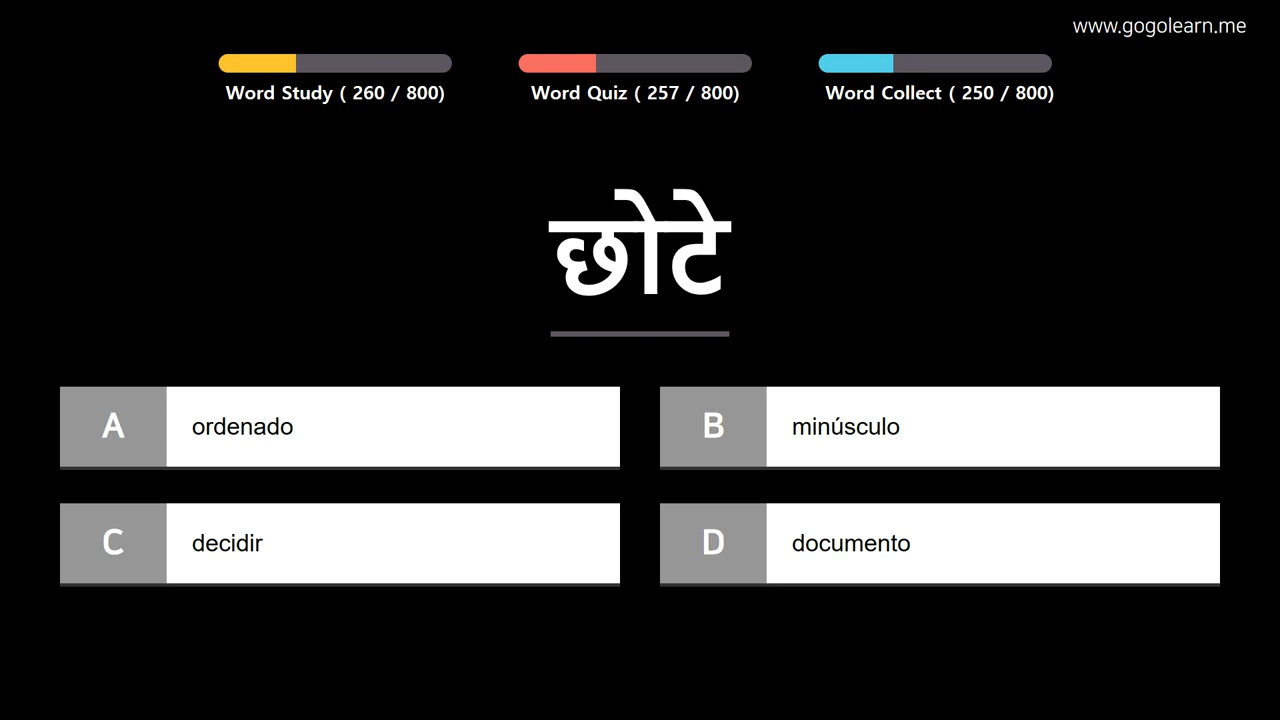 www.gogolearn.me
Word Study ( 260 / 800)
Word Quiz ( 257 / 800)
Word Collect ( 250 / 800)
छोटे
A ordenado
B minúsculo
C decidir
D documento